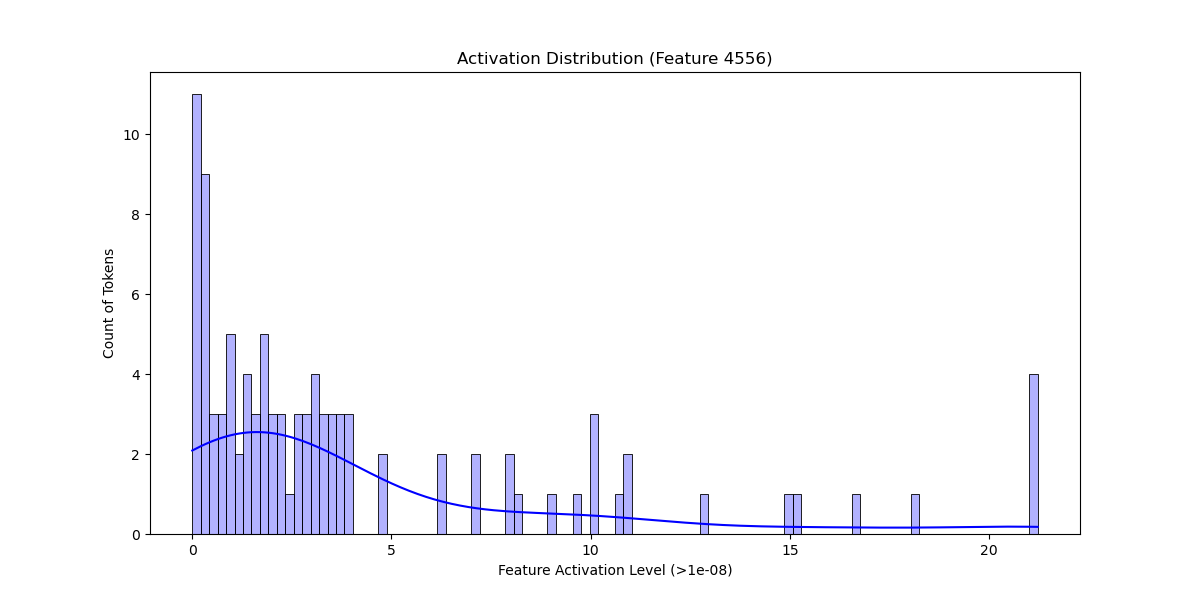 Activation Distribution (Feature 4556)
10
8
6
4
2
0
Count of Tokens
0 5 10 15 20
Feature Activation Level (>1e-08)